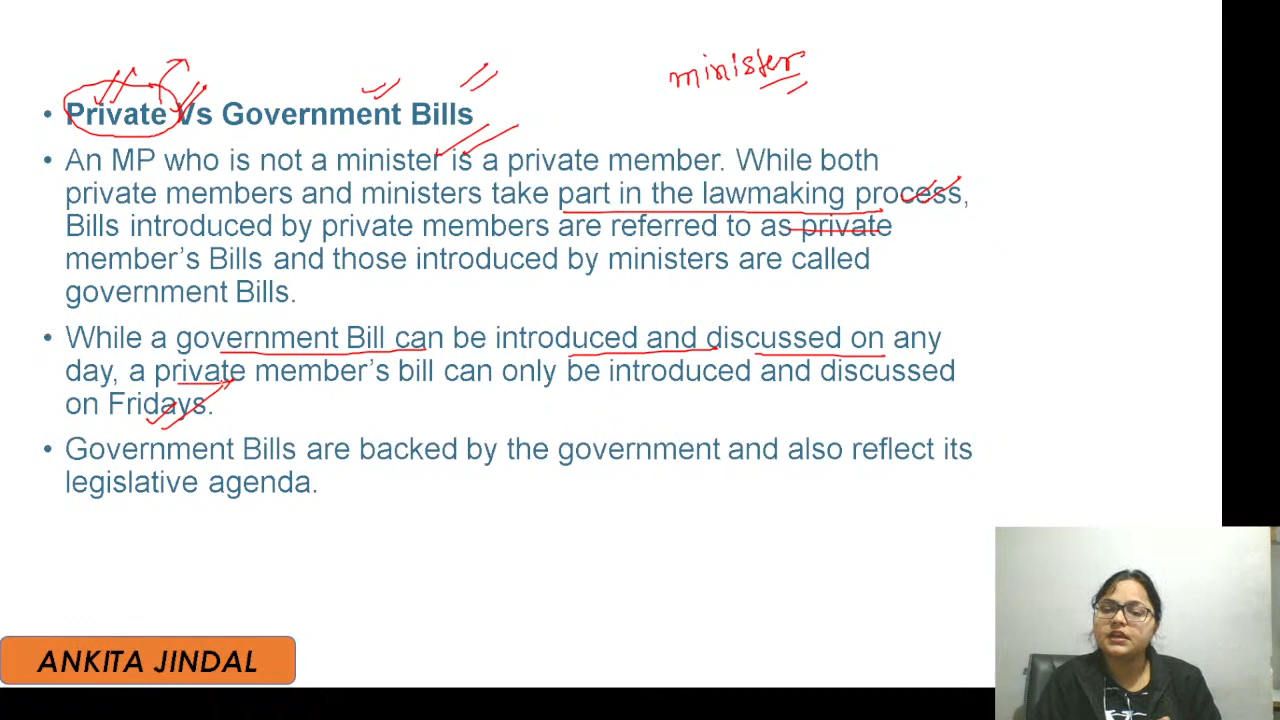 minister
• Private Vs Government Bills
• An MP who is not a minister is a private member. While both
private members and ministers take part in the lawmaking process,
Bills introduced by private members are referred to as private
member's Bills and those introduced by ministers are called
government Bills.
• While a government Bill can be introduced and discussed on any
day, a private member's bill can only be introduced and discussed
on Fridays.
• Government Bills are backed by the government and also reflect its
legislative agenda.
ANKITA JINDAL